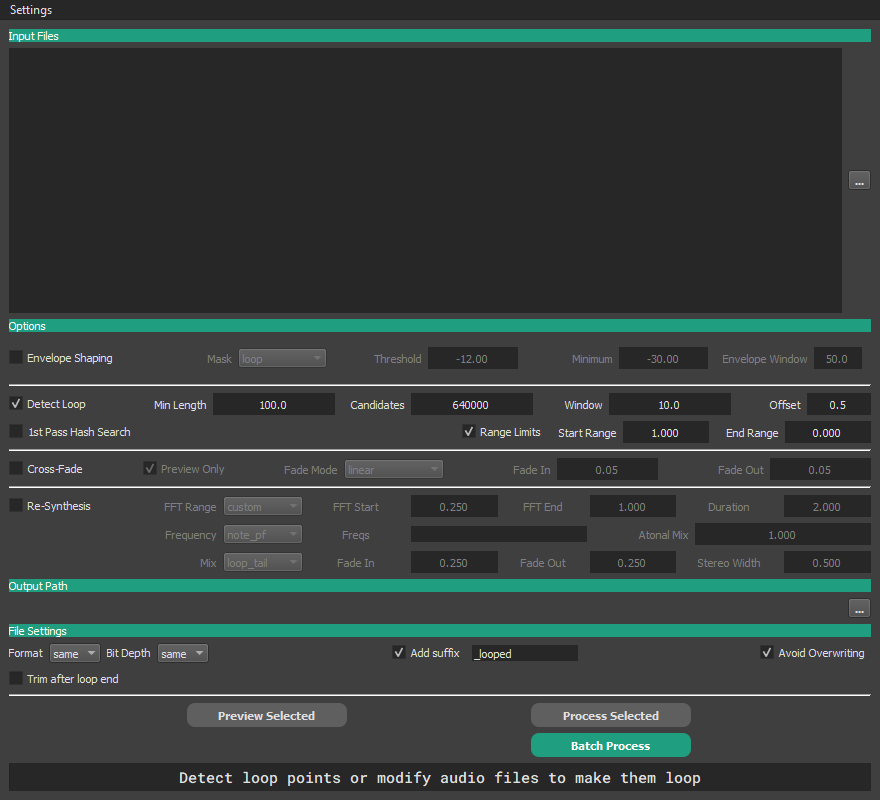 Settings
Input Files
...
Options
Envelope Shaping Mask loop Threshold -12.00 Minimum -30.00 Envelope Window 50.0
Detect Loop Min Length 100.0 Candidates 640000 Window 10.0 Offset 0.5
1st Pass Hash Search Range Limits Start Range 1.000 End Range 0.000
Cross-Fade Preview Only Fade Mode linear Fade In 0.05 Fade Out 0.05
Re-Synthesis FFT Range custom FFT Start 0.250 FFT End 1.000 Duration 2.000
Frequency note_pf Freqs Atonal Mix 1.000
Mix loop_tail Fade In 0.250 Fade Out 0.250 Stereo Width 0.500
Output Path
...
File Settings
Format same Bit Depth same Add suffix _looped Avoid Overwriting
Trim after loop end
Preview Selected Process Selected
Batch Process
Detect loop points or modify audio files to make them loop